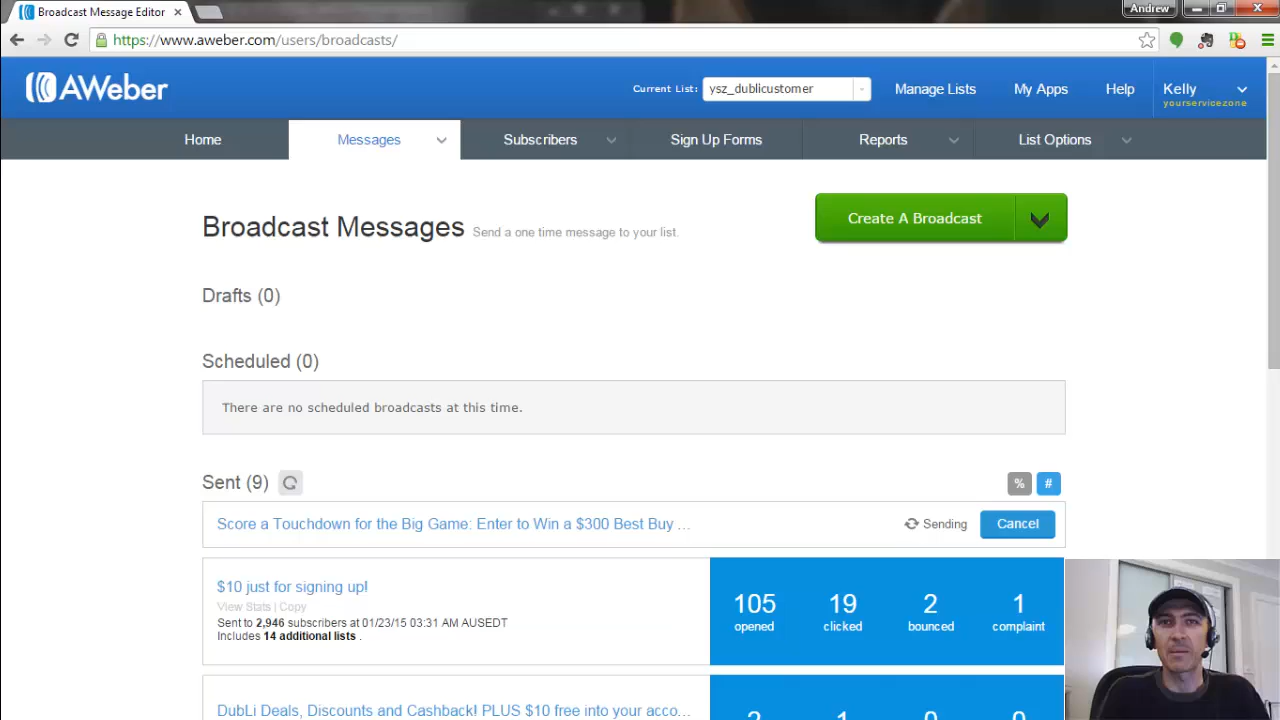 Broadcast Message Editor
Andrew
https://www.aweber.com/users/broadcasts/
AWeber
Current List: ysz_dublicustomer
Manage Lists
My Apps
Help
Kelly
yourservicezone
Home
Messages
Subscribers
Sign Up Forms
Reports
List Options
Broadcast Messages Send a one time message to your list.
Create A Broadcast
Drafts (0)
Scheduled (0)
There are no scheduled broadcasts at this time.
Sent (9)
% #
Score a Touchdown for the Big Game: Enter to Win a $300 Best Buy ...
Sending
Cancel
$10 just for signing up!
View Stats | Copy
Sent to 2,946 subscribers at 01/23/15 03:31 AM AUSEDT
Includes 14 additional lists .
105 19 2 1
opened clicked bounced complaint
DubLi Deals, Discounts and Cashback! PLUS $10 free into your acco...
2 1 0 0